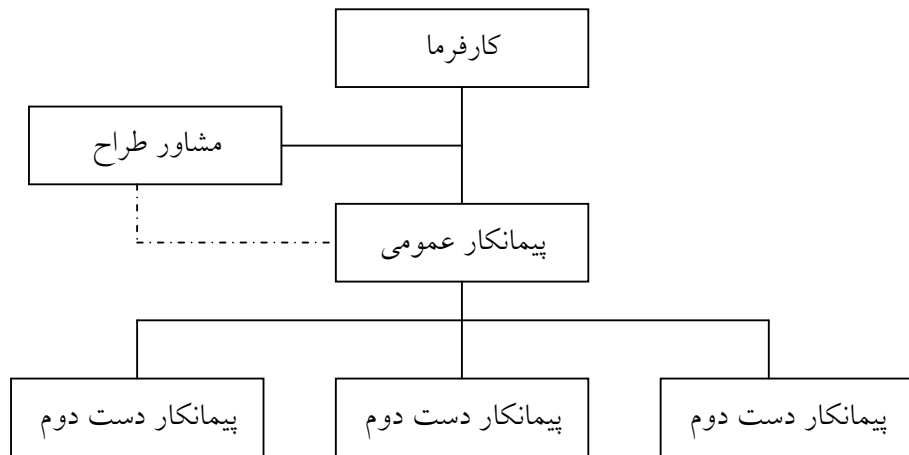 کارفرما
مشاور طراح
پیمانکار عمومی
پیمانکار دست دوم
پیمانکار دست دوم
پیمانکار دست دوم